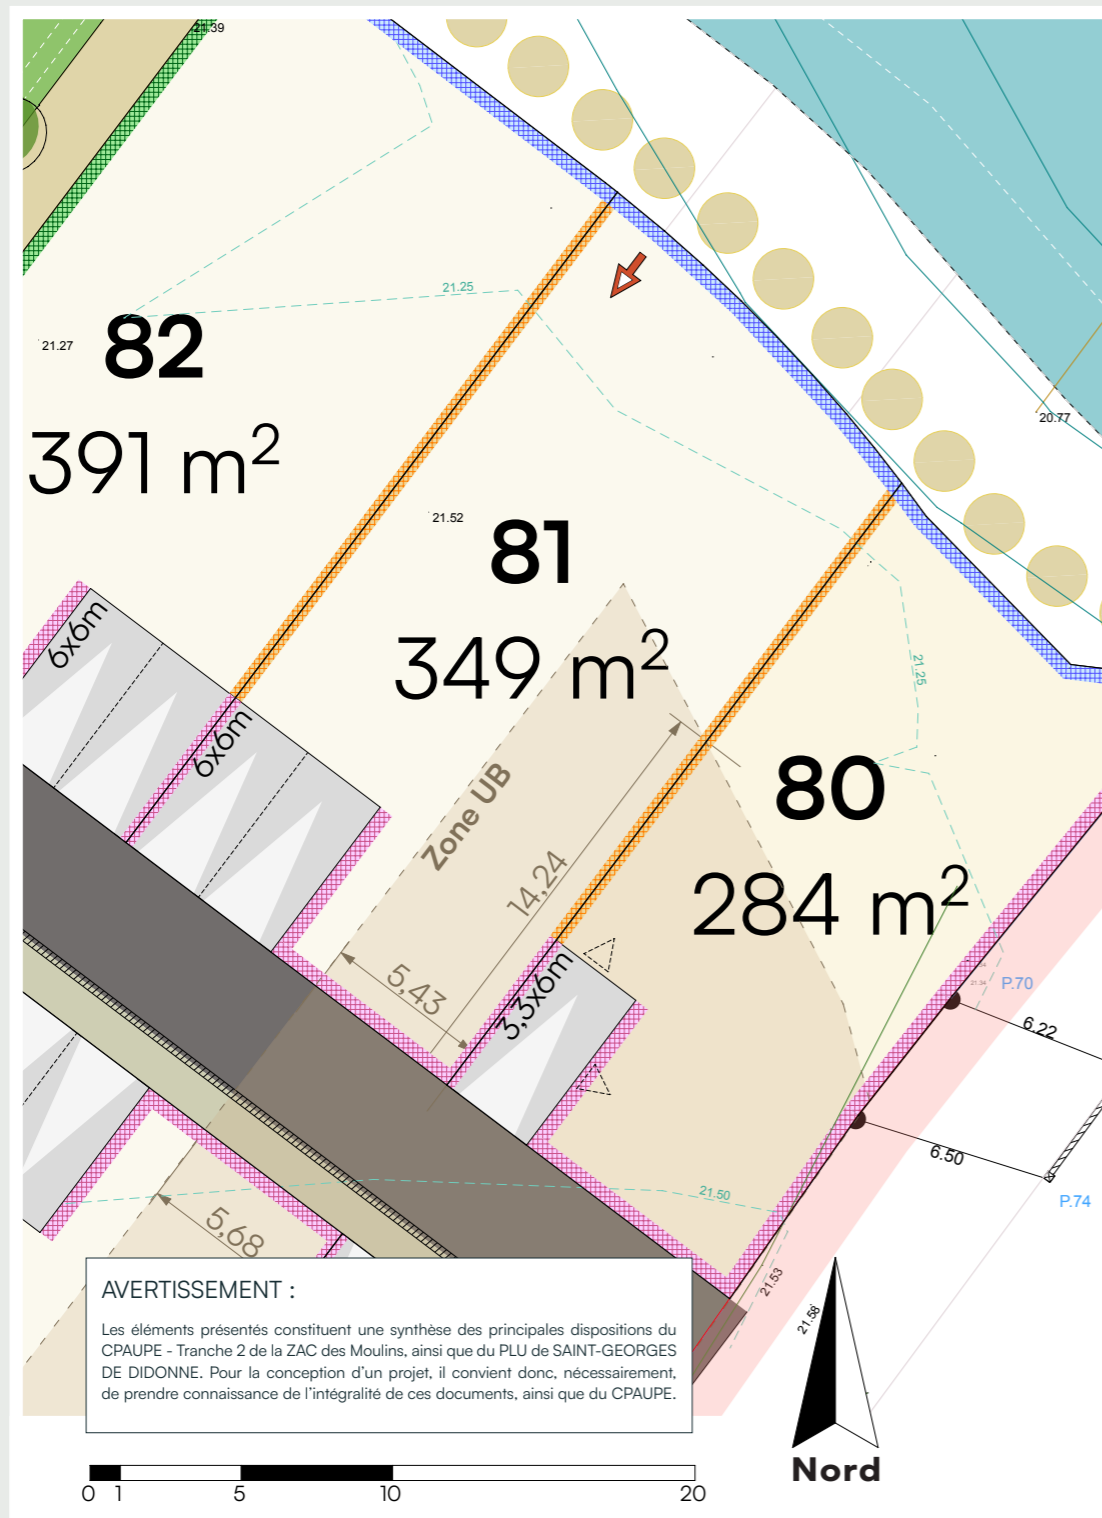 21.39
21.25
21.27
82
391 m²
20.77
21.52
81
349 m²
6x6m
21.25
6x6m
80
Zone UB
14,24
284 m²
5,43
3,3x6m
21.34
P.70
6.22
6.50
21.50
P.74
5,68
21.53
21.58
AVERTISSEMENT :
Les éléments présentés constituent une synthèse des principales dispositions du
CPAUPE - Tranche 2 de la ZAC des Moulins, ainsi que du PLU de SAINT-GEORGES
DE DIDONNE. Pour la conception d'un projet, il convient donc, nécessairement,
de prendre connaissance de l'intégralité de ces documents, ainsi que du CPAUPE.
Nord
0 1 5 10 20